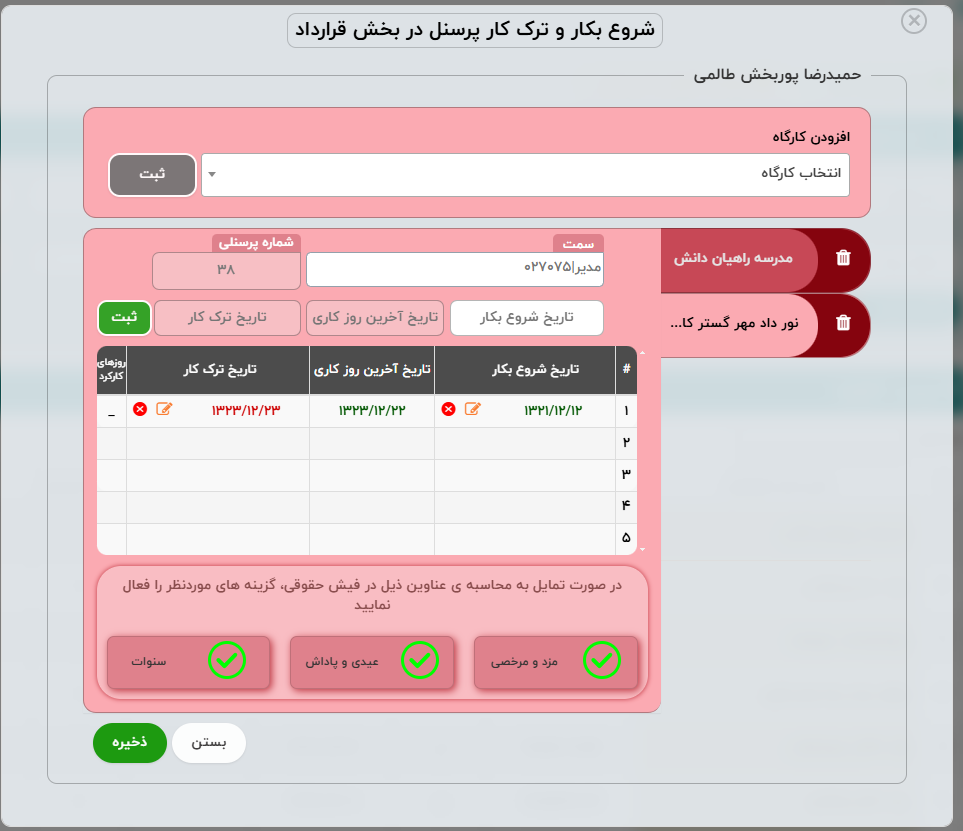 شروع بکار و ترک کار پرسنل در بخش قرارداد
حمیدرضا پوربخش طالمی
افزودن کارگاه
انتخاب کارگاه
ثبت
مدرسه راهیان دانش
نور داد مهر گستر کا...
سمت
شماره پرسنلی
مدیر|۰۲۷۰۷۵
۳۸
تاریخ شروع بکار
تاریخ آخرین روز کاری
تاریخ ترک کار
ثبت
# تاریخ شروع بکار تاریخ آخرین روز کاری تاریخ ترک کار روزهای کارکرد
۱ ۱۳۲۱/۱۲/۱۲ ۱۳۲۳/۱۲/۲۲ ۱۳۲۳/۱۲/۲۳ _
۲
۳
۴
۵
در صورت تمایل به محاسبه ی عناوین ذیل در فیش حقوقی، گزینه های موردنظر را فعال
نمایید
مزد و مرخصی
عیدی و پاداش
سنوات
بستن
ذخیره